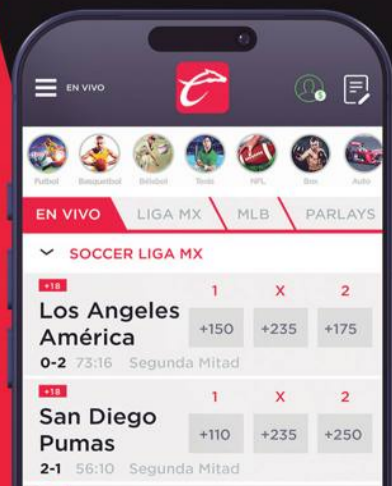 EN VIVO
Futbol Basquetbol Béisbol Tenis NFL Box Auto
EN VIVO LIGA MX MLB PARLAYS
SOCCER LIGA MX
+18
1 X 2
Los Angeles
América
+150 +235 +175
0-2 73:16 Segunda Mitad
+18
1 X 2
San Diego
Pumas
+110 +235 +250
2-1 56:10 Segunda Mitad